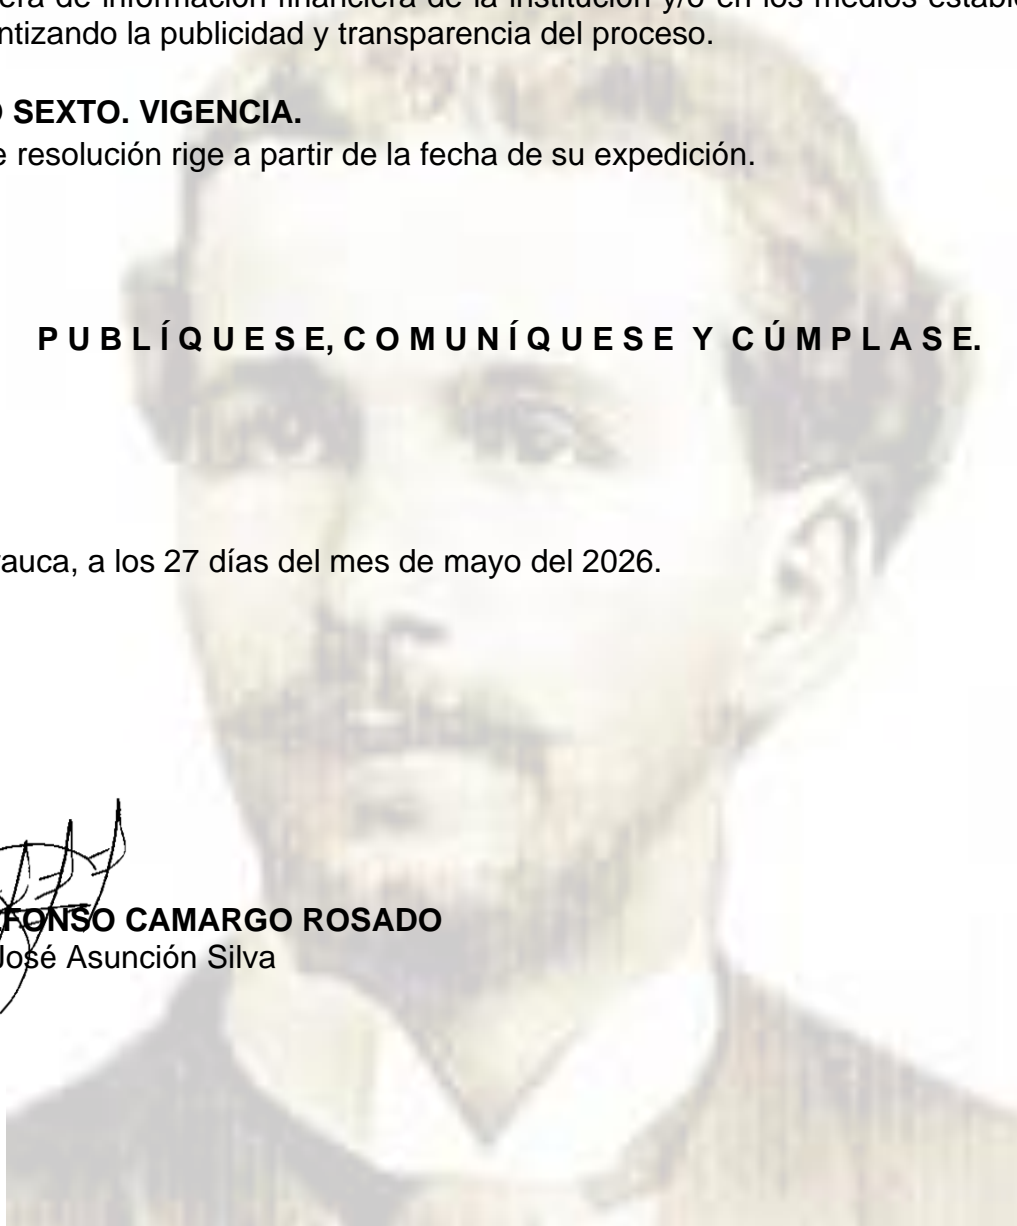 era de información financiera de la institución y/o en los medios estable
ntizando la publicidad y transparencia del proceso.
O SEXTO. VIGENCIA.
e resolución rige a partir de la fecha de su expedición.
P U B L Í Q U E S E, C O M U N Í Q U E S E Y C Ú M P L A S E.
auca, a los 27 días del mes de mayo del 2026.
FONSO CAMARGO ROSADO
José Asunción Silva